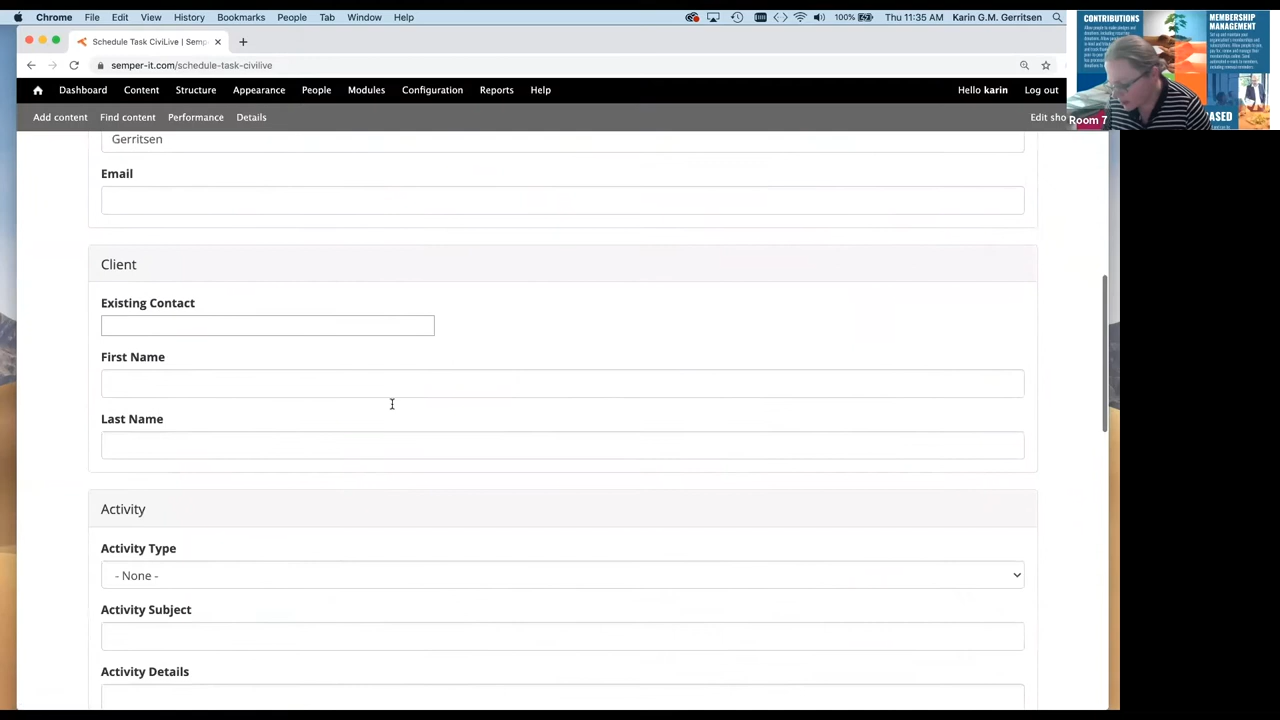 Chrome File Edit View History Bookmarks People Tab Window Help 100% Thu 11:35 AM Karin G.M. Gerritsen
CONTRIBUTIONS
MEMBERSHIP
MANAGEMENT
Schedule Task CiviLive | Semp
semper-it.com/schedule-task-civilive
Dashboard Content Structure Appearance People Modules Configuration Reports Help Hello karin Log out
Add content Find content Performance Details Edit sho
Room 7
ASED
Gerritsen
Email
Client
Existing Contact
First Name
Last Name
Activity
Activity Type
- None -
Activity Subject
Activity Details